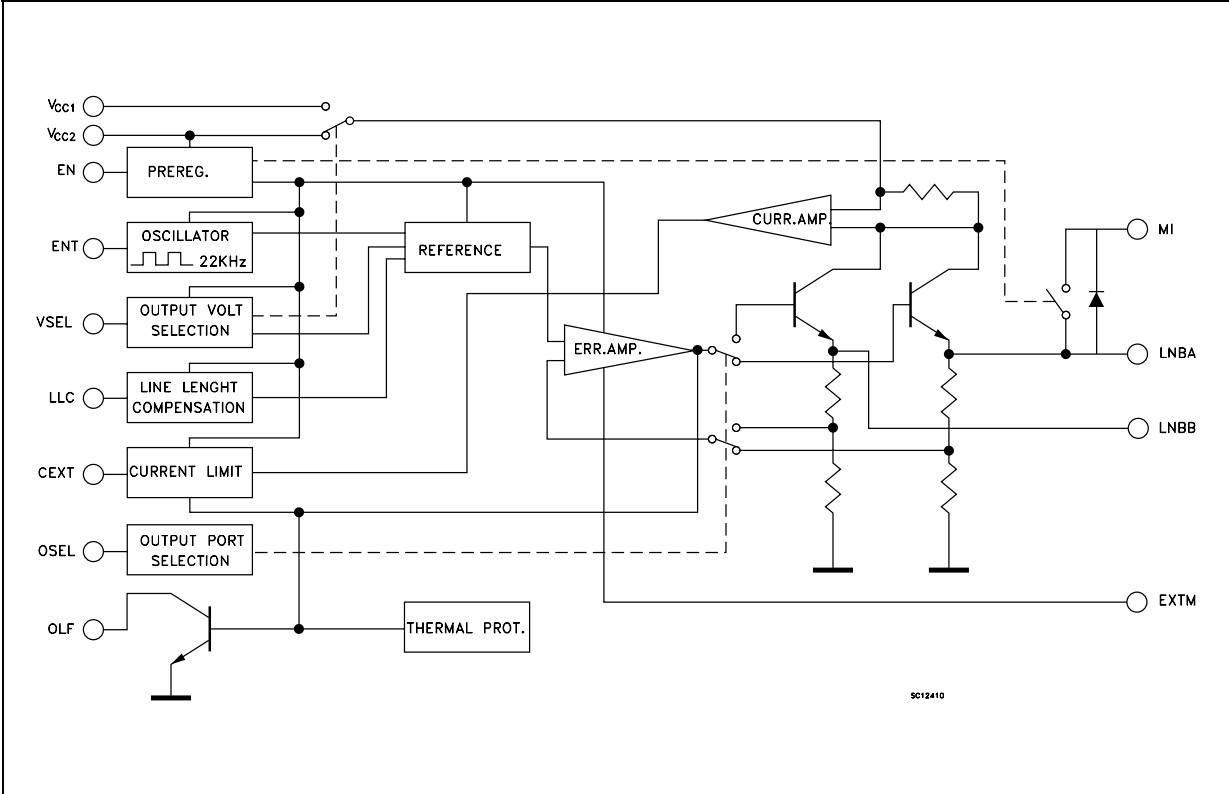 VCC1
VCC2
EN
PREREG.
CURR.AMP.
MI
ENT
OSCILLATOR
22KHz
REFERENCE
VSEL
OUTPUT VOLT
SELECTION
ERR.AMP.
LNBA
LLC
LINE LENGHT
COMPENSATION
LNBB
CEXT
CURRENT LIMIT
OSEL
OUTPUT PORT
SELECTION
EXTM
OLF
THERMAL PROT.
SC12410